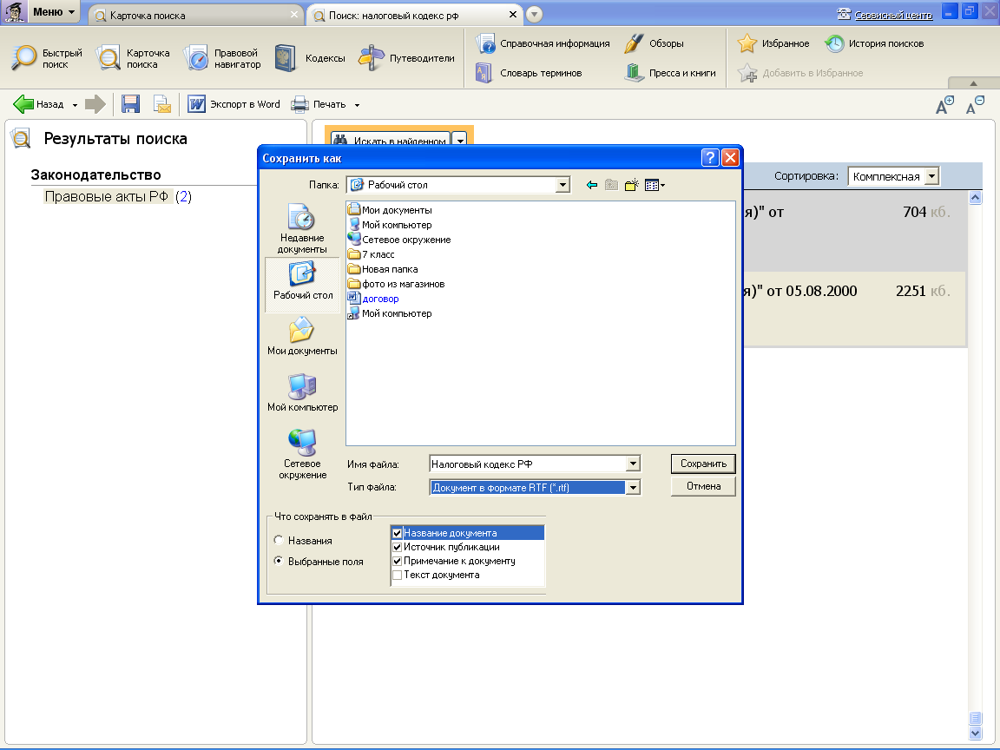 Меню
Карточка поиска
Поиск: налоговый кодекс рф
Сервисный центр
Быстрый поиск
Карточка поиска
Правовой навигатор
Кодексы
Путеводители
Справочная информация
Словарь терминов
Обзоры
Пресса и книги
Избранное
История поисков
Добавить в Избранное
Назад
Экспорт в Word
Печать
Результаты поиска
Законодательство
Правовые акты РФ (2)
Искать в найденном
Сортировка: Комплексная
я)" от 704 кб.
я)" от 05.08.2000 2251 кб.
Сохранить как
Папка: Рабочий стол
Недавние документы
Рабочий стол
Мои документы
Мой компьютер
Сетевое окружение
Мои документы
Мой компьютер
Сетевое окружение
7 класс
Новая папка
фото из магазинов
договор
Мой компьютер
Имя файла: Налоговый кодекс РФ
Сохранить
Тип файла: Документ в формате RTF (*.rtf)
Отмена
Что сохранять в файл
Названия
Выбранные поля
Название документа
Источник публикации
Примечание к документу
Текст документа